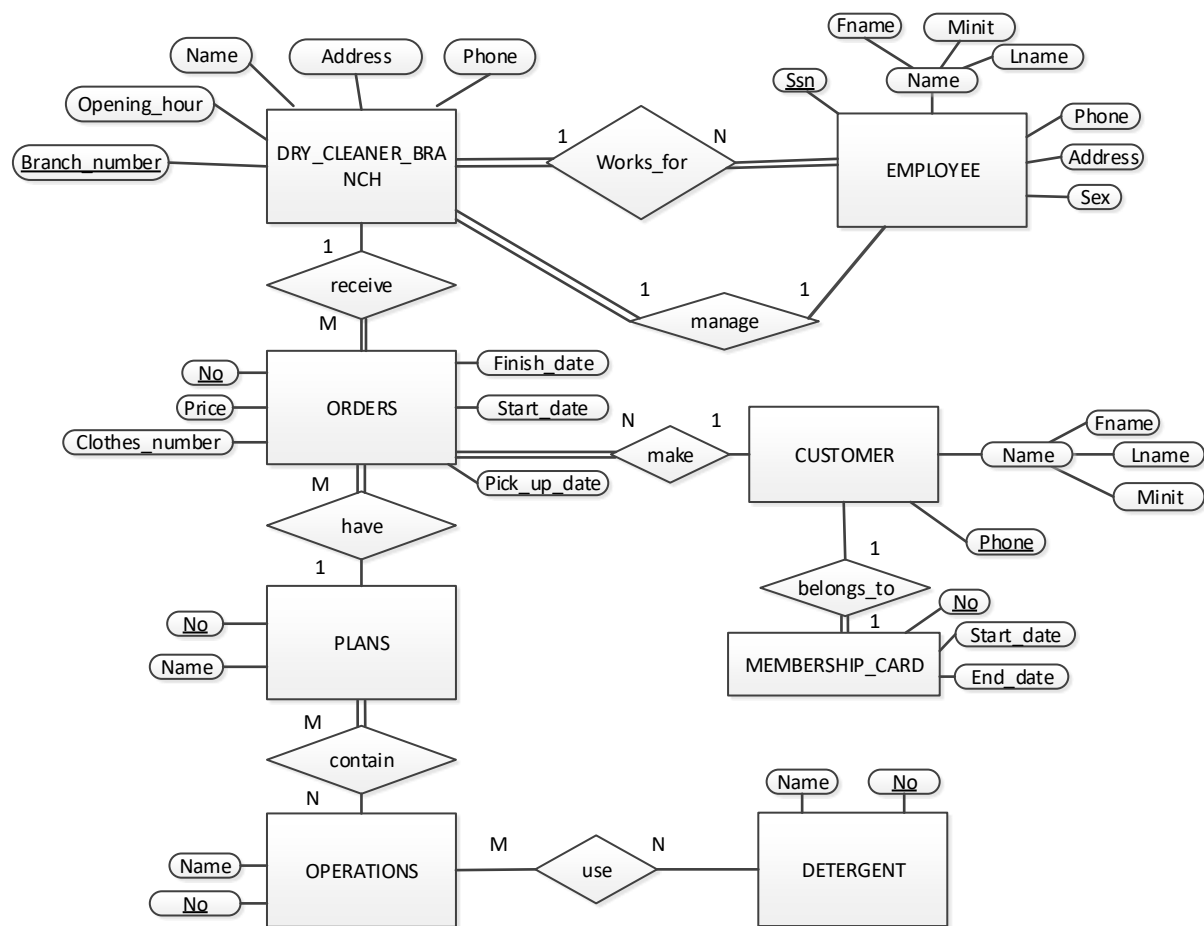 Fname
Minit
Name
Address
Phone
Lname
Ssn
Name
Opening_hour
Phone
1
N
DRY_CLEANER_BRA
NCH
Works_for
EMPLOYEE
Address
Branch_number
Sex
1
receive
1
1
manage
M
Finish_date
No
Price
ORDERS
Start_date
Clothes_number
N
1
make
CUSTOMER
Fname
Name
Lname
Minit
Pick_up_date
M
have
Phone
1
1
belongs_to
No
1
Start_date
No
PLANS
MEMBERSHIP_CARD
Name
End_date
M
contain
N
Name
No
M
N
Name
OPERATIONS
use
DETERGENT
No